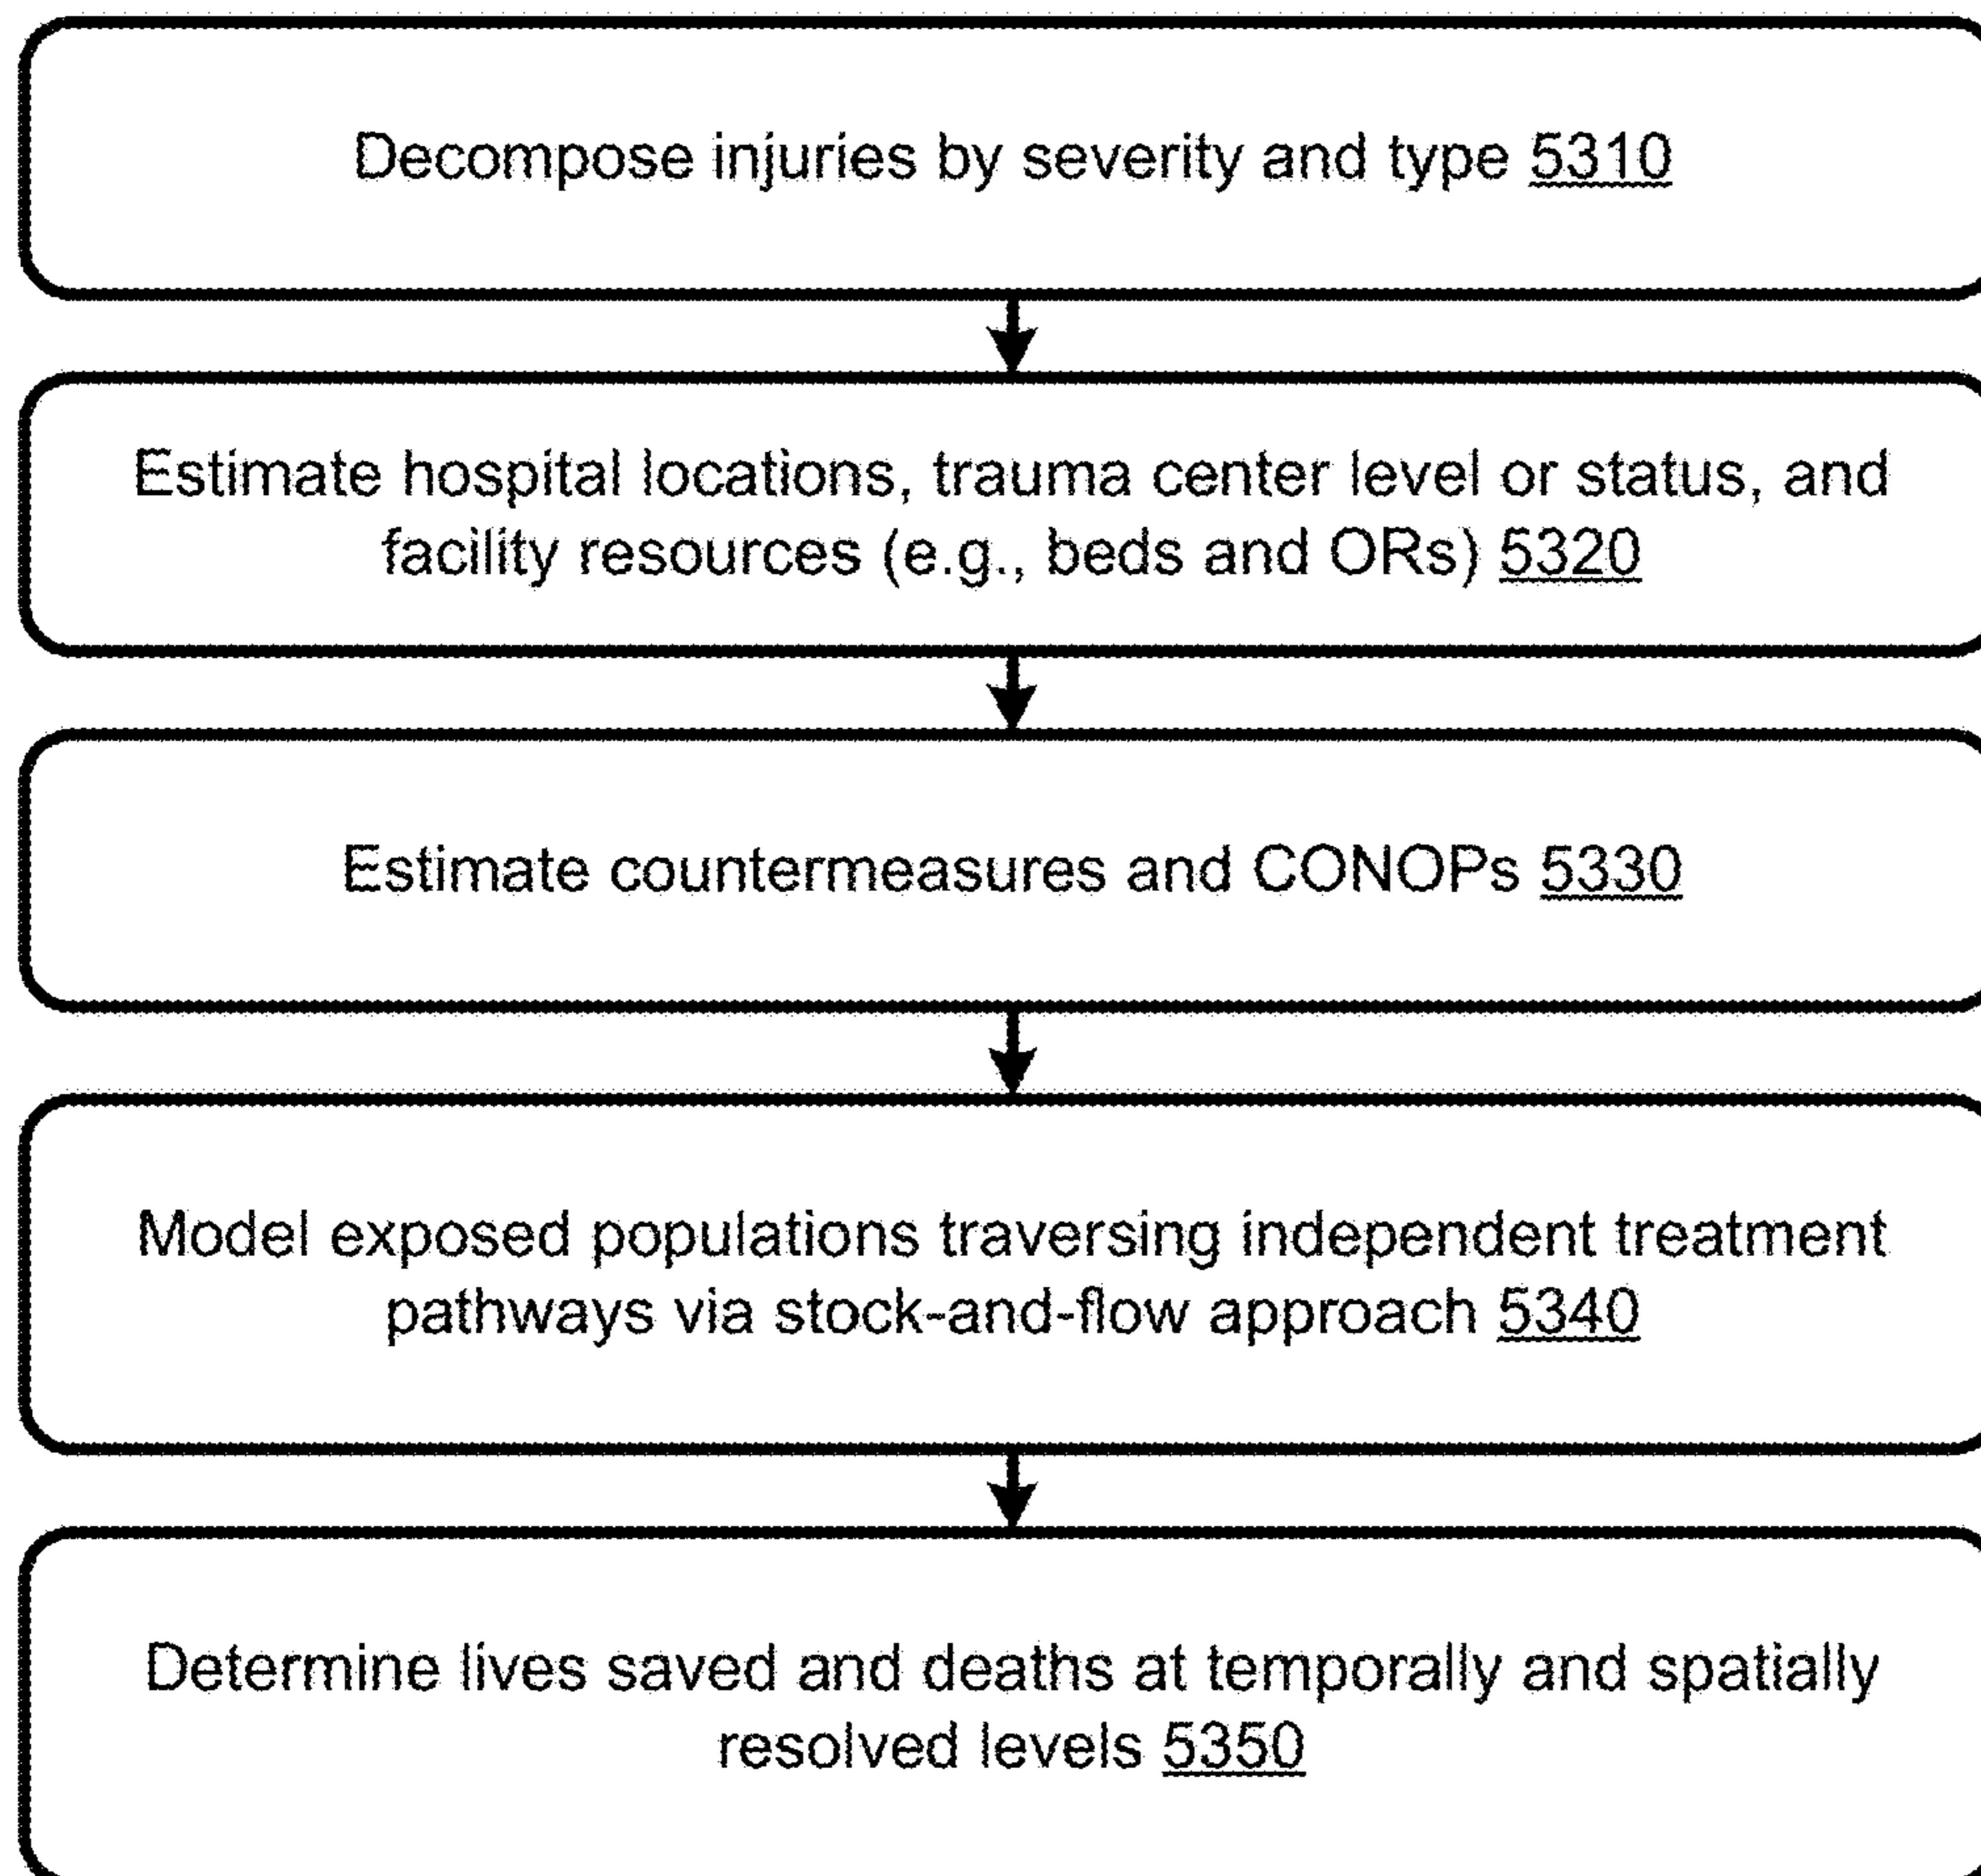 Decompose injuries by severity and type 5310
Estimate hospital locations, trauma center level or status, and
facility resources (e.g., beds and ORs) 5320
Estimate countermeasures and CONOPs 5330
Model exposed populations traversing independent treatment
pathways via stock-and-flow approach 5340
Determine lives saved and deaths at temporally and spatially
resolved levels 5350